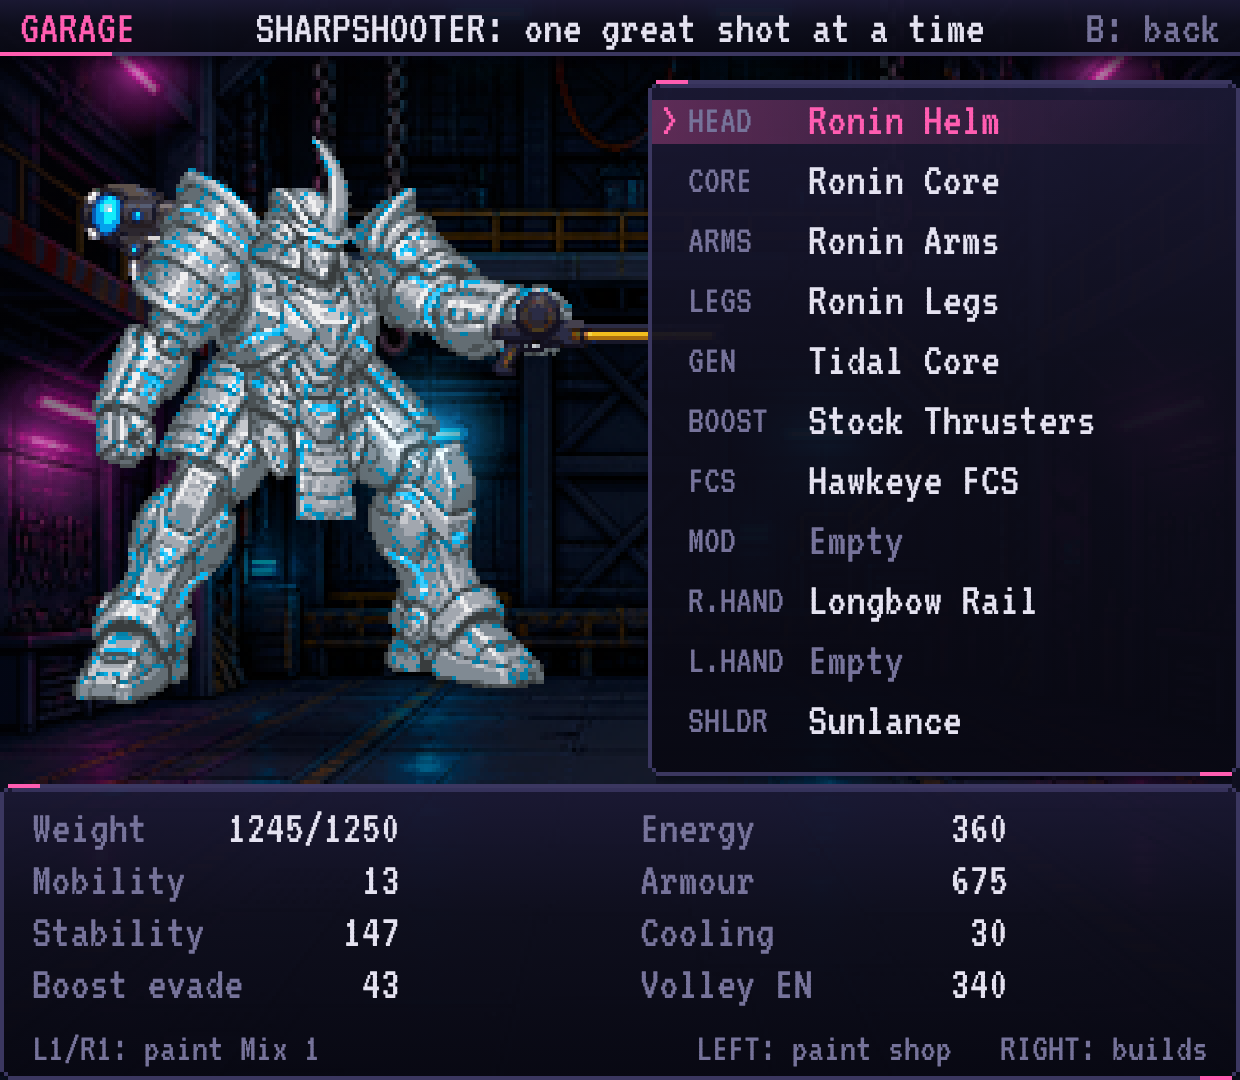 GARAGE SHARPSHOOTER: one great shot at a time B: back
HEAD Ronin Helm
CORE Ronin Core
ARMS Ronin Arms
LEGS Ronin Legs
GEN Tidal Core
BOOST Stock Thrusters
FCS Hawkeye FCS
MOD Empty
R.HAND Longbow Rail
L.HAND Empty
SHLDR Sunlance
Weight 1245/1250 Energy 360
Mobility 13 Armour 675
Stability 147 Cooling 30
Boost evade 43 Volley EN 340
L1/R1: paint Mix 1 LEFT: paint shop RIGHT: builds